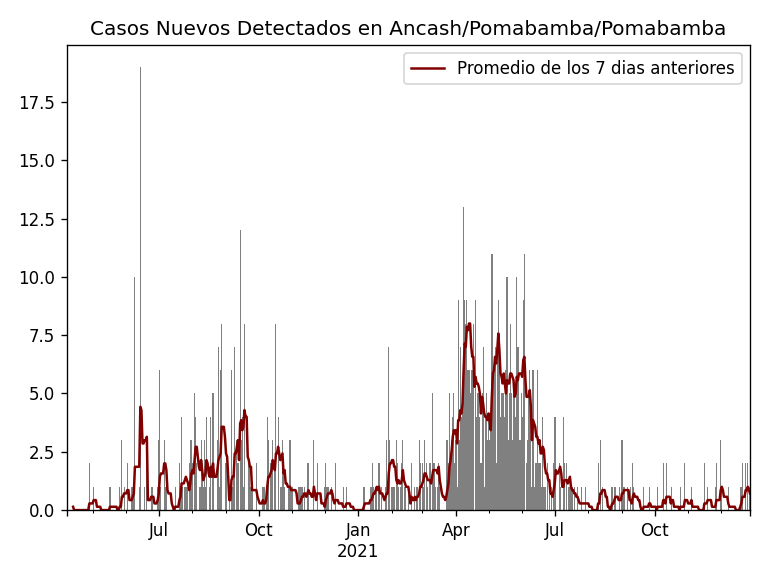 Casos Nuevos Detectados en Ancash/Pomabamba/Pomabamba
Promedio de los 7 dias anteriores
17.5
15.0
12.5
10.0
7.5
5.0
2.5
0.0
Jul
Oct
Jan
2021
Apr
Jul
Oct